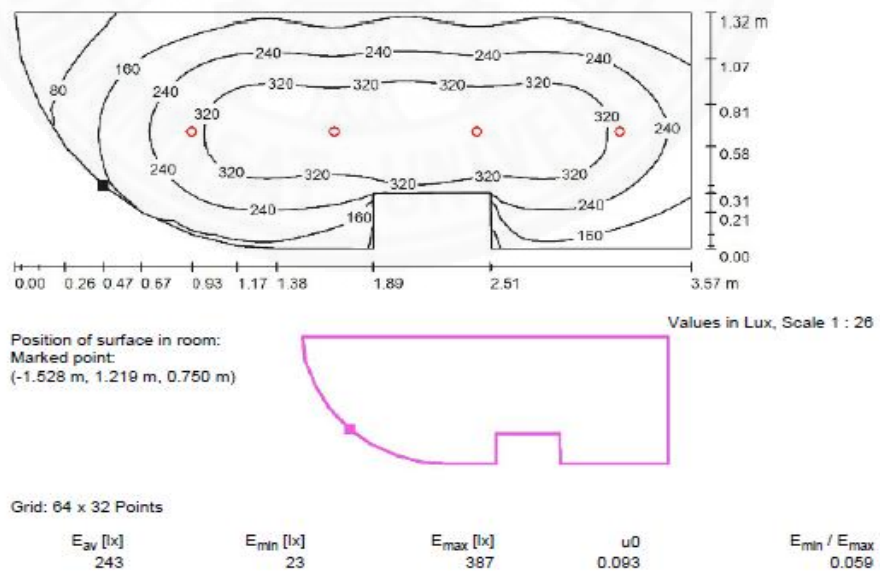 1.32 m
320 320
240 240 240
160 1.07
240 240
80 320 320 320 0.81
320 320
240
0.58
320 320 320 320
240 320
0.31
240 240
160 0.21
160
0.00
0.00 0.26 0.47 0.67 0.93 1.17 1.38 1.89 2.51 3.57 m
Values in Lux, Scale 1 : 26
Position of surface in room:
Marked point:
(-1.528 m, 1.219 m, 0.750 m)
Grid: 64 x 32 Points
Eav [lx] Emin [lx] Emax [lx] u0 Emin / Emax
243 23 387 0.093 0.059